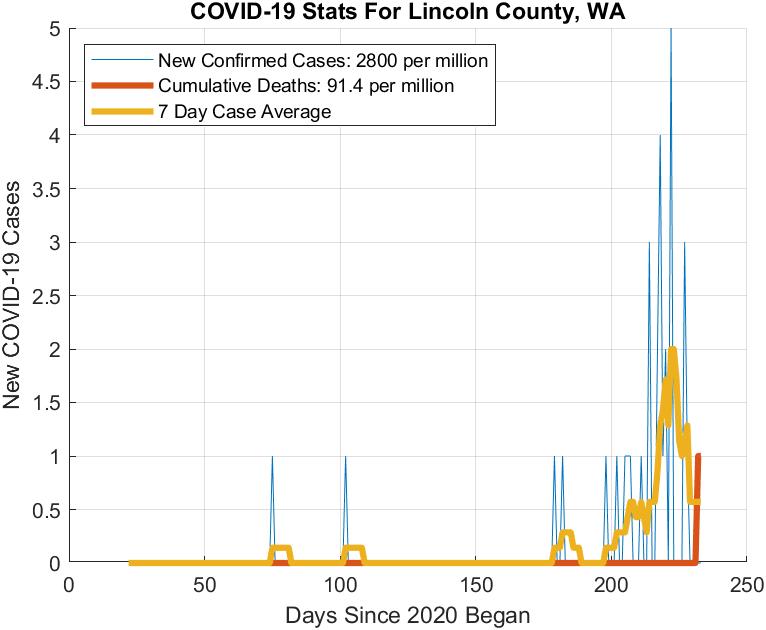 COVID-19 Stats For Lincoln County, WA
New Confirmed Cases: 2800 per million
Cumulative Deaths: 91.4 per million
7 Day Case Average
New COVID-19 Cases
5
4.5
4
3.5
3
2.5
2
1.5
1
0.5
0
0 50 100 150 200 250
Days Since 2020 Began